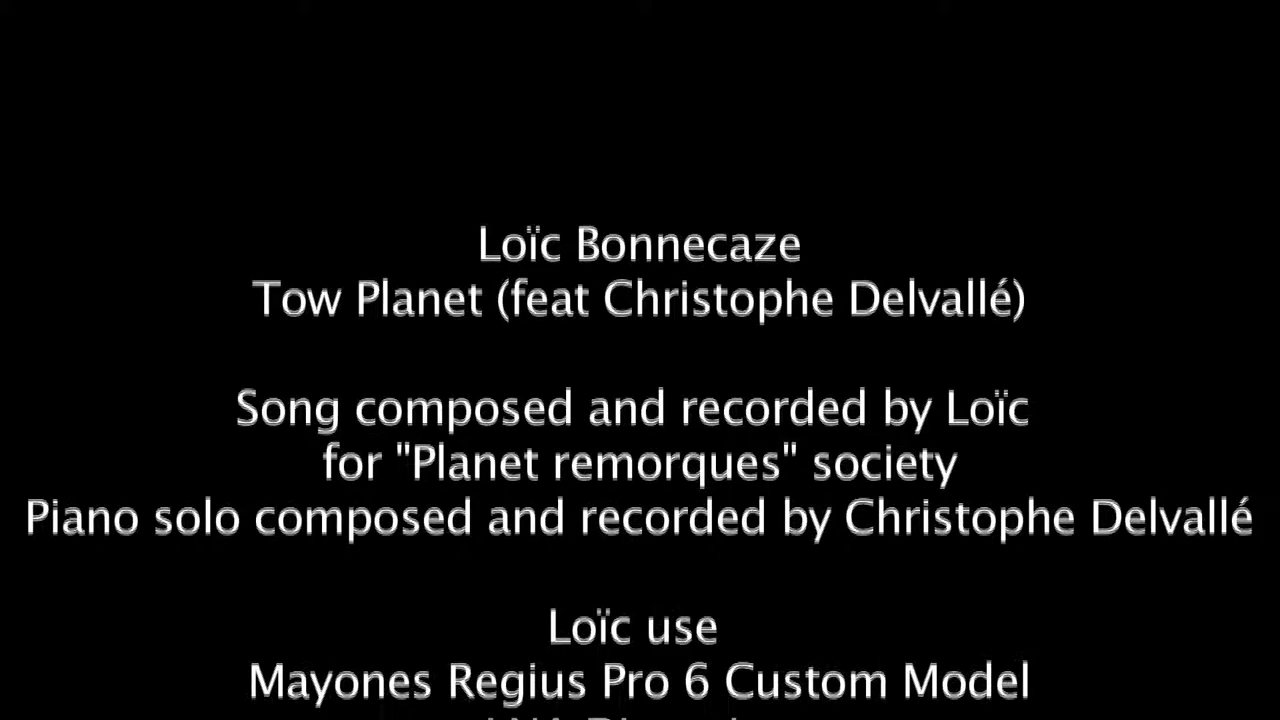 Loïc Bonnecaze
Tow Planet (feat Christophe Delvallé)
Song composed and recorded by Loïc
for "Planet remorques" society
Piano solo composed and recorded by Christophe Delvallé
Loïc use
Mayones Regius Pro 6 Custom Model